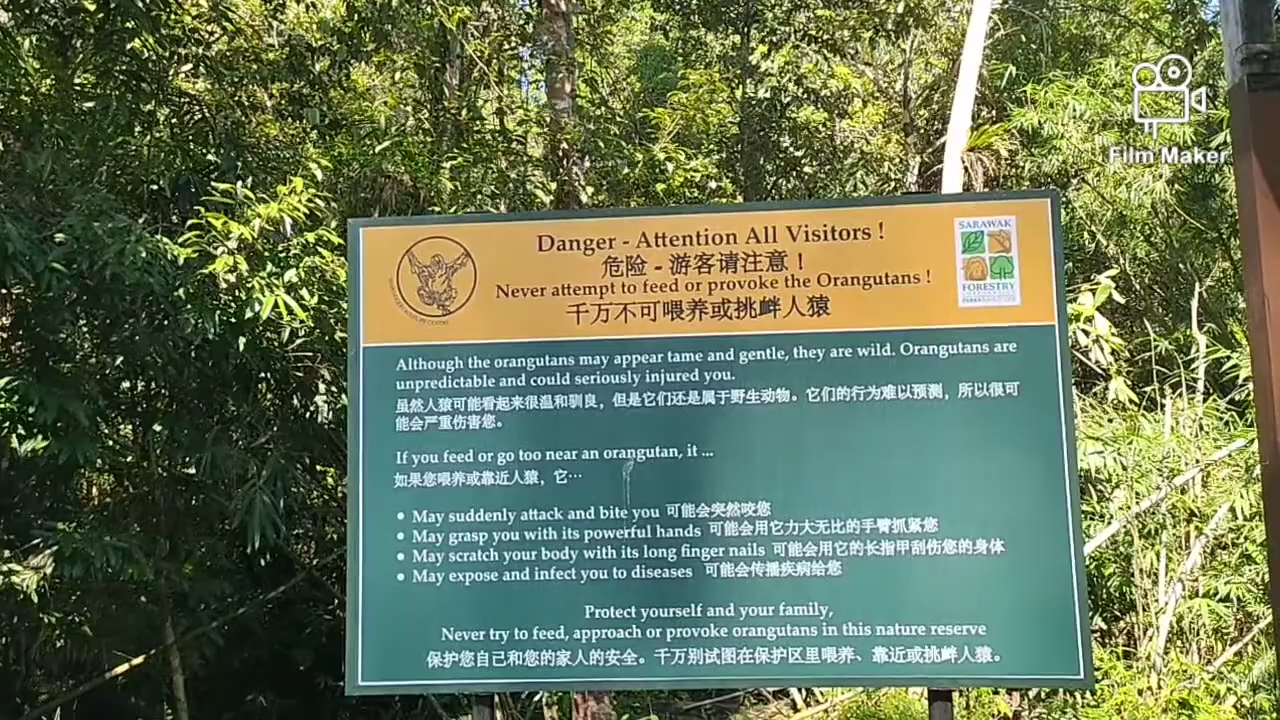 Film Maker
Danger - Attention All Visitors !
危险 - 游客请注意！
Never attempt to feed or provoke the Orangutans !
千万不可喂养或挑衅人猿
SARAWAK
FORESTRY
Although the orangutans may appear tame and gentle, they are wild. Orangutans are
unpredictable and could seriously injured you.
虽然人猿可能看起来很温和驯良，但是它们还是属于野生动物。它们的行为难以预测，所以很可
能会严重伤害您。
If you feed or go too near an orangutan, it ...
如果您喂养或靠近人猿，它…
• May suddenly attack and bite you 可能会突然咬您
• May grasp you with its powerful hands 可能会用它力大无比的手臂抓紧您
• May scratch your body with its long finger nails 可能会用它的长指甲刮伤您的身体
• May expose and infect you to diseases 可能会传播疾病给您
Protect yourself and your family,
Never try to feed, approach or provoke orangutans in this nature reserve
保护您自己和您的家人的安全。千万别试图在保护区里喂养、靠近或挑衅人猿。